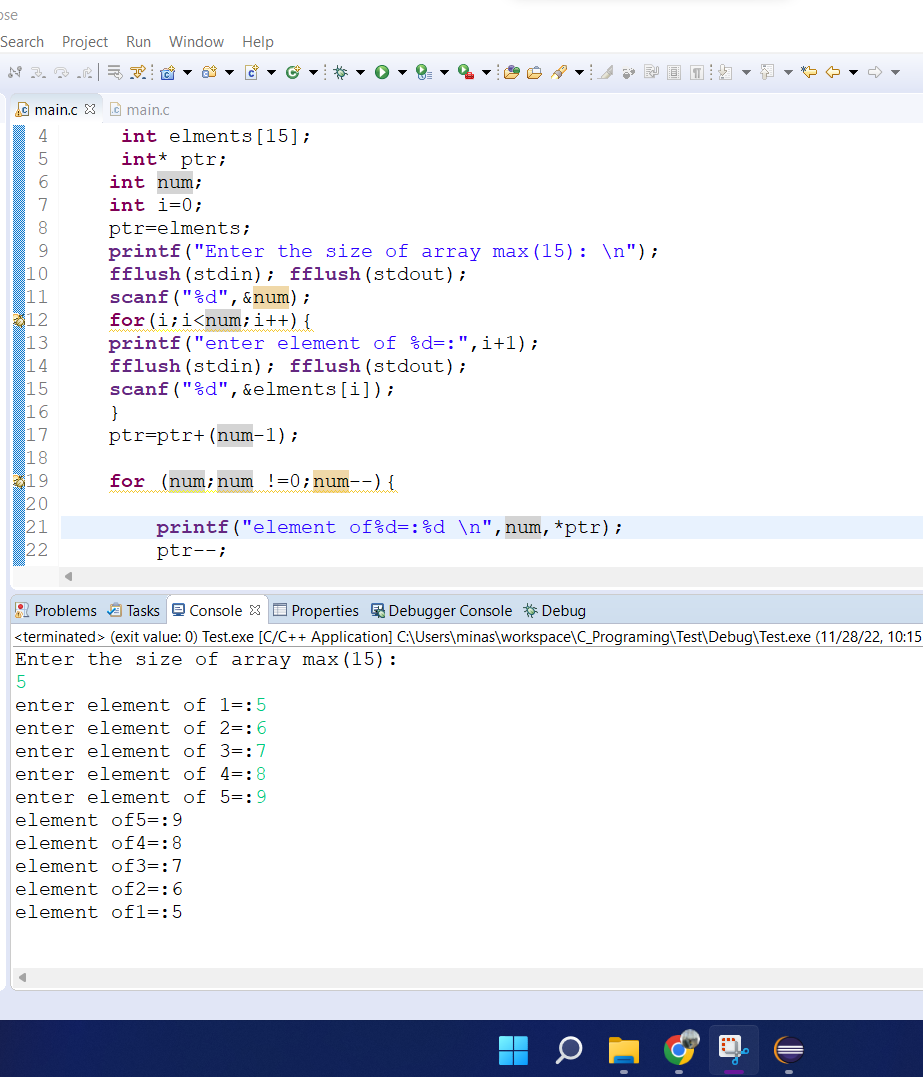 ose
Search Project Run Window Help
main.c main.c
4 int elments[15];
5 int* ptr;
6 int num;
7 int i=0;
8 ptr=elments;
9 printf("Enter the size of array max(15): \n");
10 fflush(stdin); fflush(stdout);
11 scanf("%d",&num);
12 for(i;i<num;i++){
13 printf("enter element of %d=:",i+1);
14 fflush(stdin); fflush(stdout);
15 scanf("%d",&elments[i]);
16 }
17 ptr=ptr+(num-1);
18
19 for (num;num !=0;num--){
20
21 printf("element of%d=:%d \n",num,*ptr);
22 ptr--;
Problems Tasks Console Properties Debugger Console Debug
<terminated> (exit value: 0) Test.exe [C/C++ Application] C:\Users\minas\workspace\C_Programing\Test\Debug\Test.exe (11/28/22, 10:15
Enter the size of array max(15):
5
enter element of 1=:5
enter element of 2=:6
enter element of 3=:7
enter element of 4=:8
enter element of 5=:9
element of5=:9
element of4=:8
element of3=:7
element of2=:6
element of1=:5